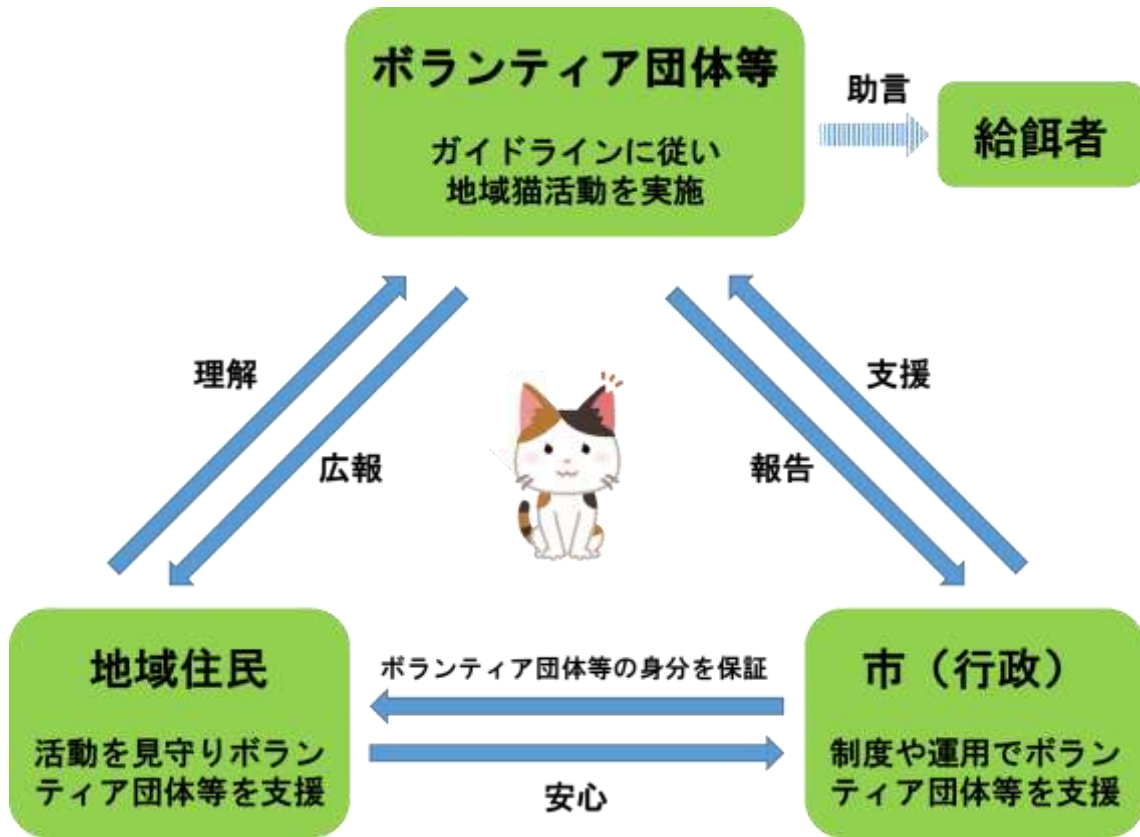 ボランティア団体等
ガイドラインに従い
地域猫活動を実施
助言
給餌者
理解
広報
支援
報告
地域住民
活動を見守りボラン
ティア団体等を支援
ボランティア団体等の身分を保証
安心
市（行政）
制度や運用でボラン
ティア団体等を支援